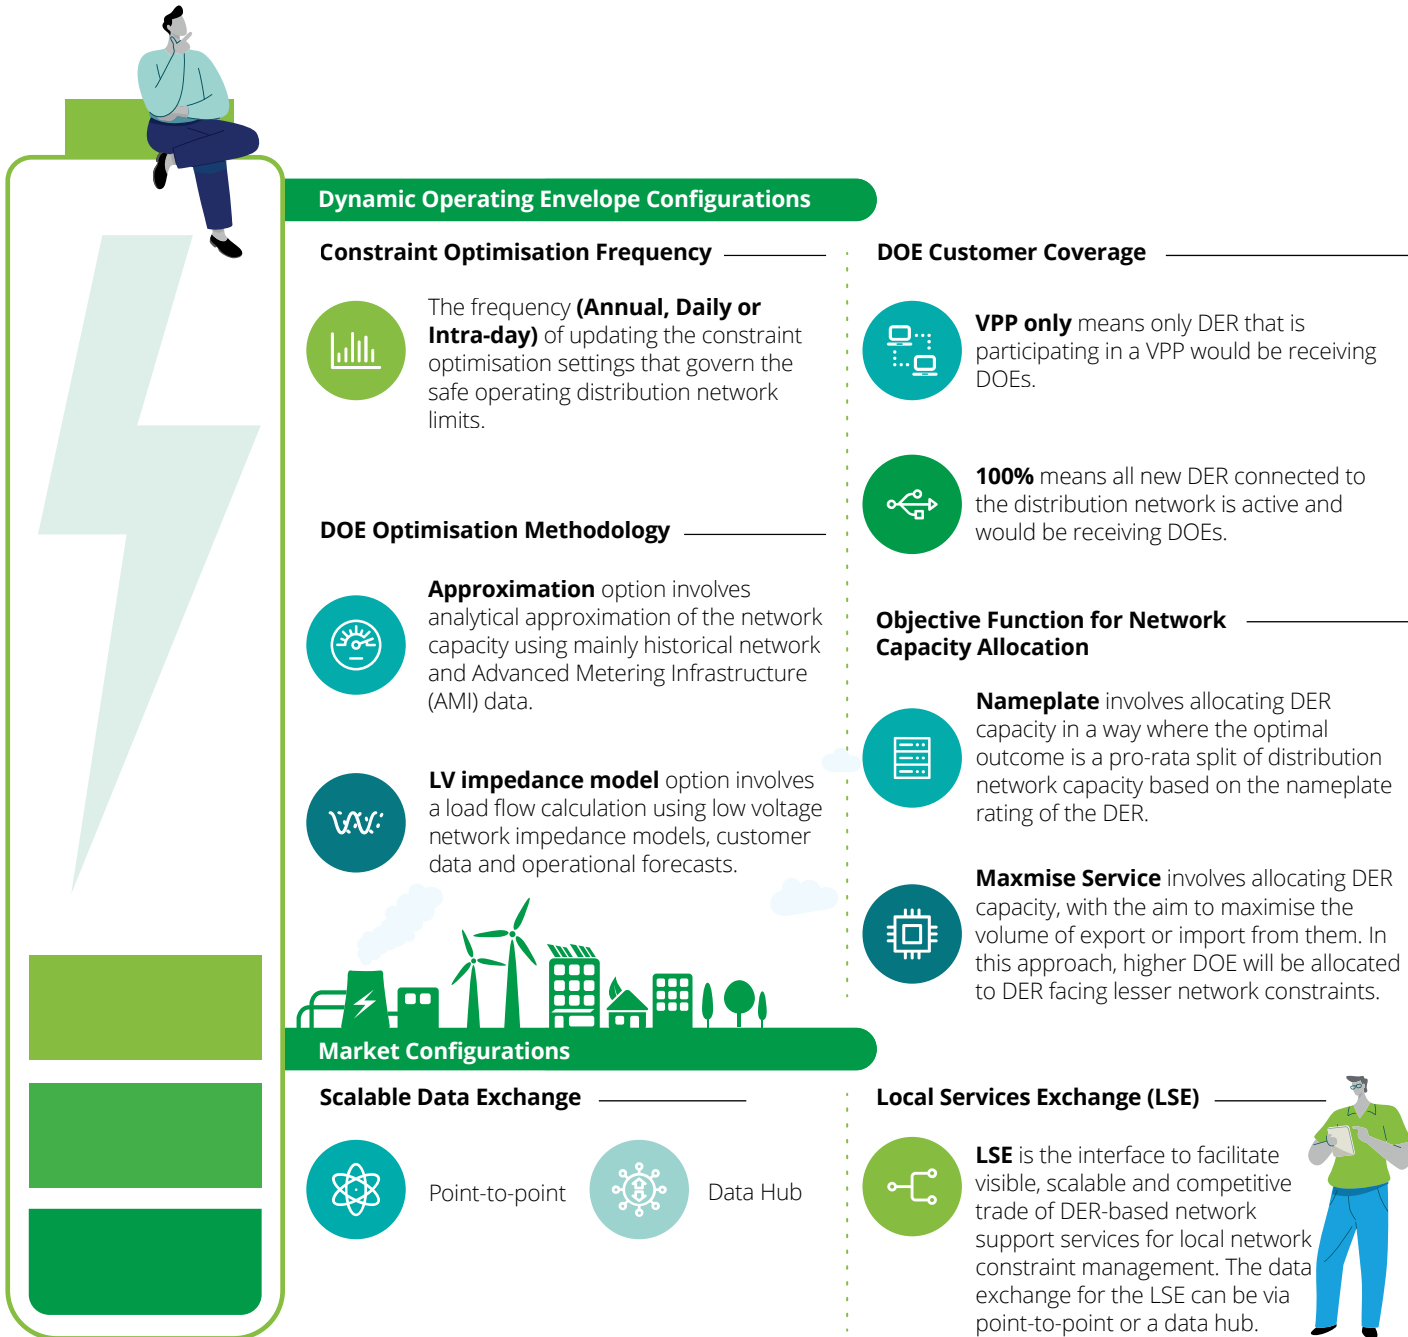 Dynamic Operating Envelope Configurations
Constraint Optimisation Frequency
The frequency (Annual, Daily or
Intra-day) of updating the constraint
optimisation settings that govern the
safe operating distribution network
limits.
DOE Optimisation Methodology
Approximation option involves
analytical approximation of the network
capacity using mainly historical network
and Advanced Metering Infrastructure
(AMI) data.
LV impedance model option involves
a load flow calculation using low voltage
network impedance models, customer
data and operational forecasts.
DOE Customer Coverage
VPP only means only DER that is
participating in a VPP would be receiving
DOEs.
100% means all new DER connected to
the distribution network is active and
would be receiving DOEs.
Objective Function for Network
Capacity Allocation
Nameplate involves allocating DER
capacity in a way where the optimal
outcome is a pro-rata split of distribution
network capacity based on the nameplate
rating of the DER.
Maxmise Service involves allocating DER
capacity, with the aim to maximise the
volume of export or import from them. In
this approach, higher DOE will be allocated
to DER facing lesser network constraints.
Market Configurations
Scalable Data Exchange
Point-to-point
Data Hub
Local Services Exchange (LSE)
LSE is the interface to facilitate
visible, scalable and competitive
trade of DER-based network
support services for local network
constraint management. The data
exchange for the LSE can be via
point-to-point or a data hub.